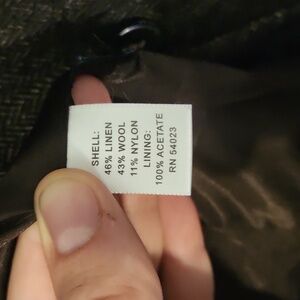 SHELL:
46% LINEN
43% WOOL
11% NYLON
LINING:
100% ACETATE
RN 54023